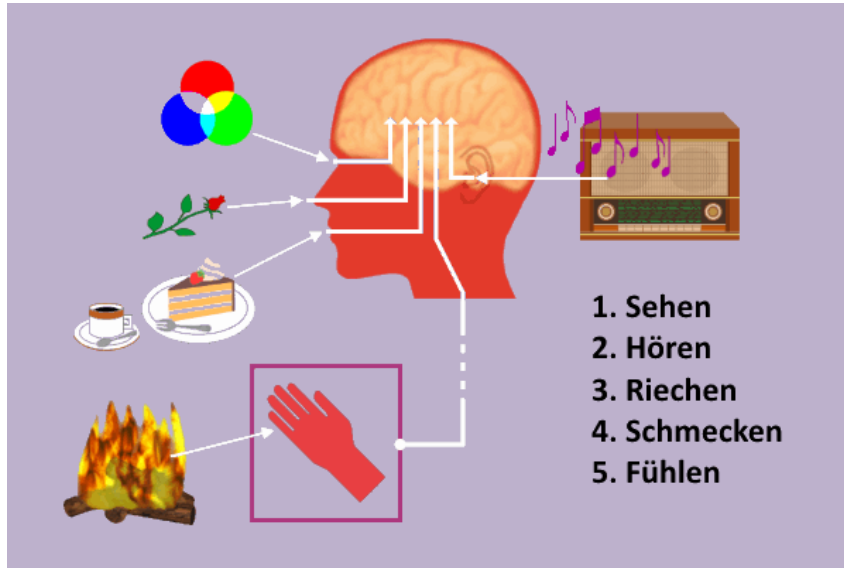 1. Sehen
2. Hören
3. Riechen
4. Schmecken
5. Fühlen